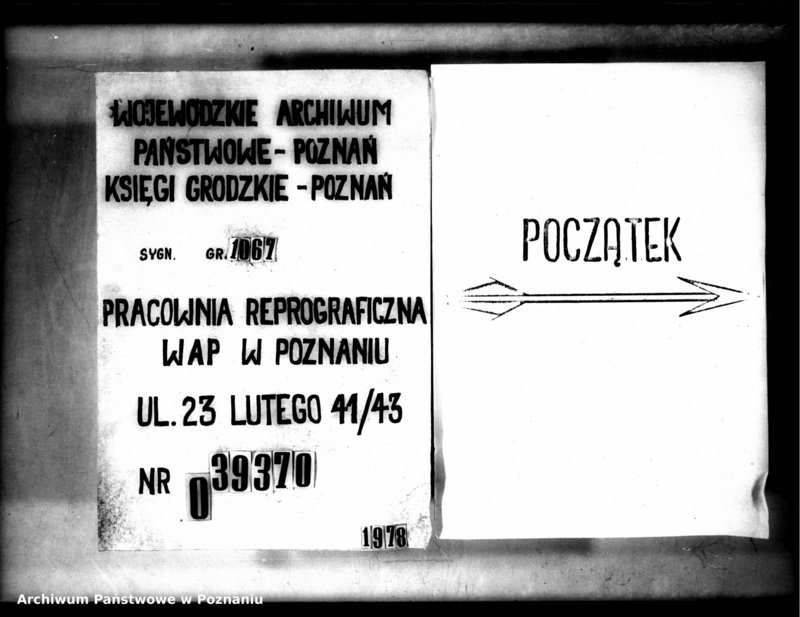 WOJEWÓDZKIE ARCHIWUM
PAŃSTWOWE - POZNAŃ
KSIĘGI GRODZKIE - POZNAŃ
SYGN. GR. 1067
PRACOWNIA REPROGRAFICZNA
WAP W POZNANIU
UL. 23 LUTEGO 41/43
NR 039370
1978
POCZĄTEK
Archiwum Państwowe w Poznaniu